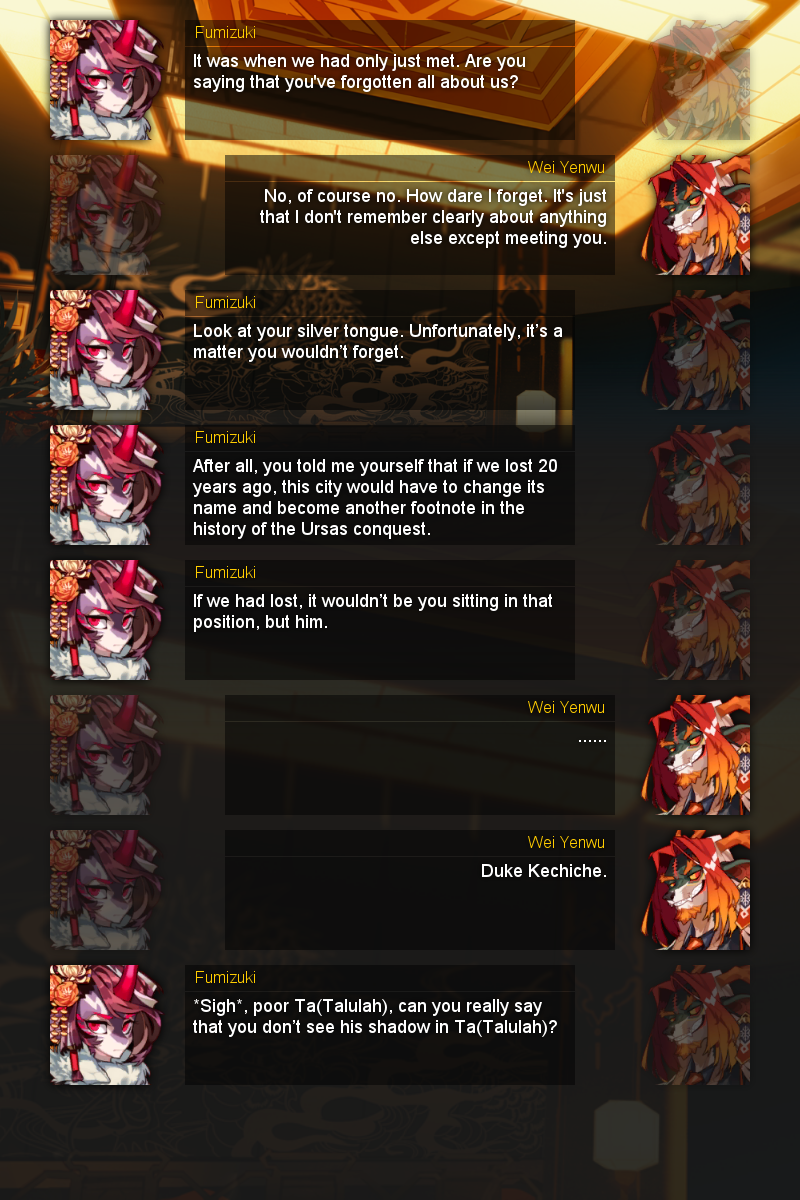 Fumizuki
It was when we had only just met. Are you
saying that you've forgotten all about us?
Wei Yenwu
No, of course no. How dare I forget. It's just
that I don't remember clearly about anything
else except meeting you.
Fumizuki
Look at your silver tongue. Unfortunately, it’s a
matter you wouldn’t forget.
Fumizuki
After all, you told me yourself that if we lost 20
years ago, this city would have to change its
name and become another footnote in the
history of the Ursas conquest.
Fumizuki
If we had lost, it wouldn’t be you sitting in that
position, but him.
Wei Yenwu
......
Wei Yenwu
Duke Kechiche.
Fumizuki
*Sigh*, poor Ta(Talulah), can you really say
that you don’t see his shadow in Ta(Talulah)?